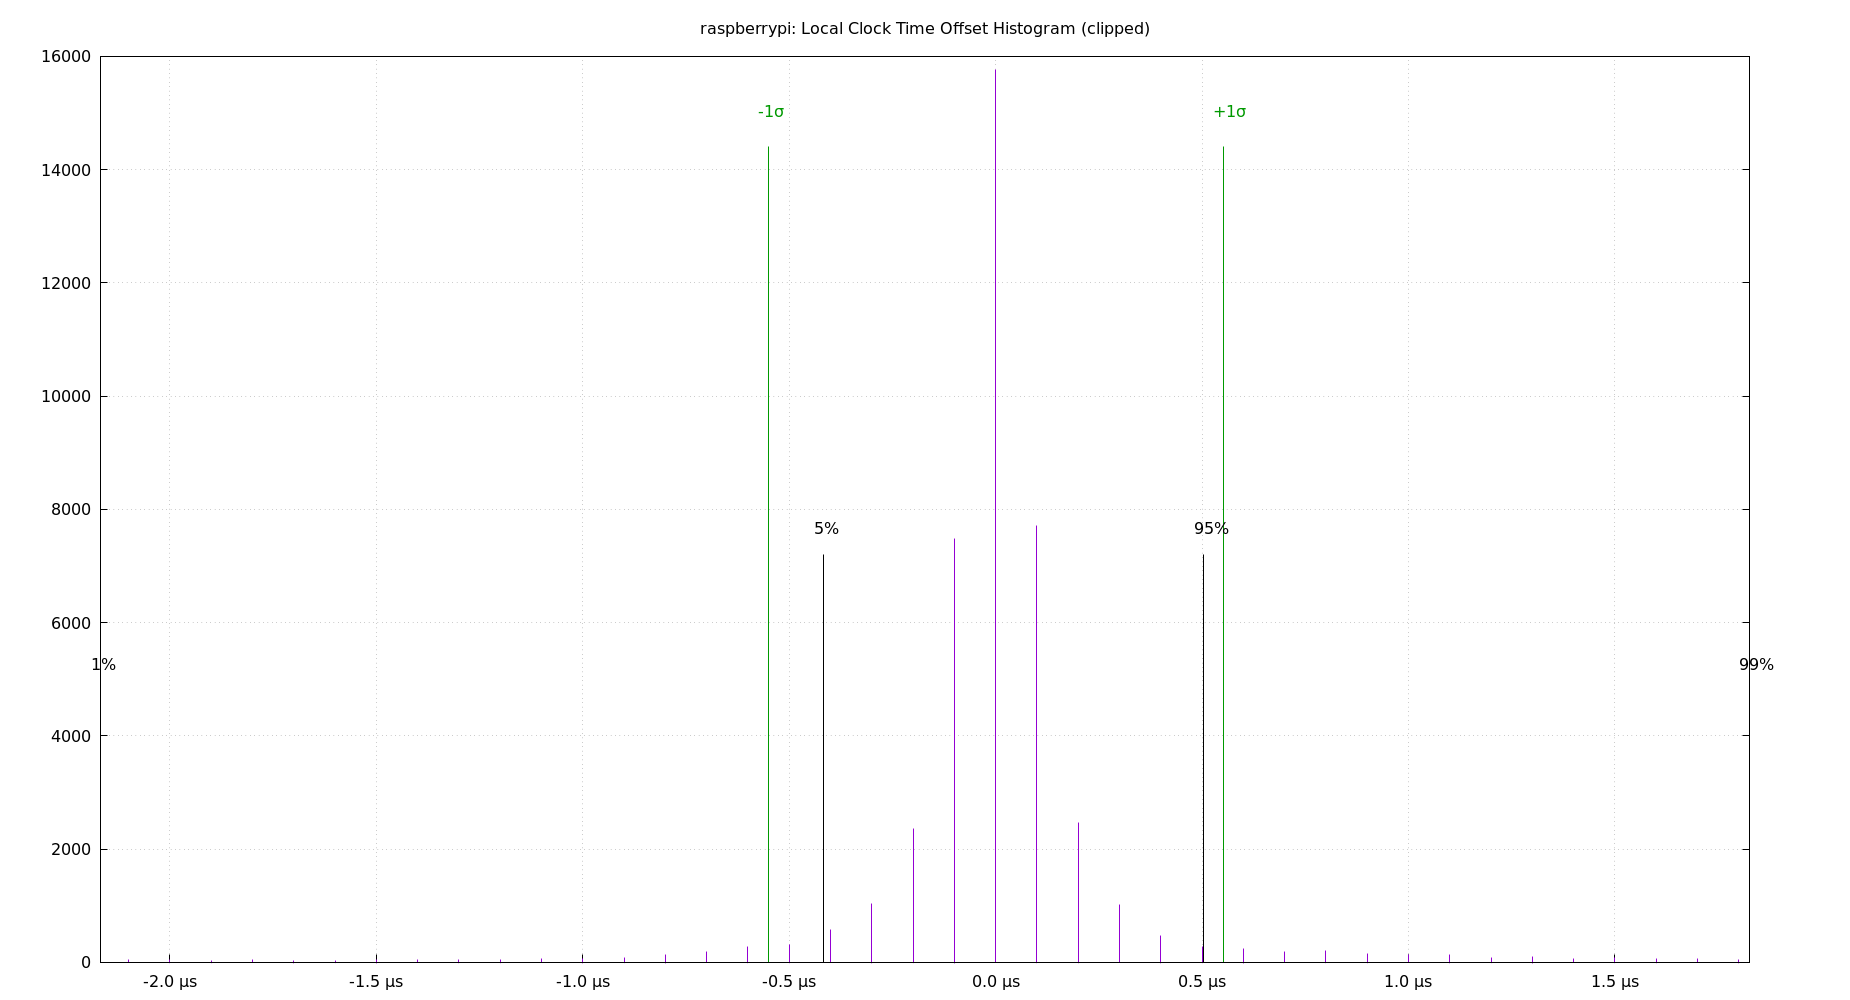 raspberrypi: Local Clock Time Offset Histogram (clipped)
16000
-1σ
+1σ
14000
12000
10000
8000
5%
95%
6000
1%
99%
4000
2000
0
-2.0 µs
-1.5 µs
-1.0 µs
-0.5 µs
0.0 µs
0.5 µs
1.0 µs
1.5 µs